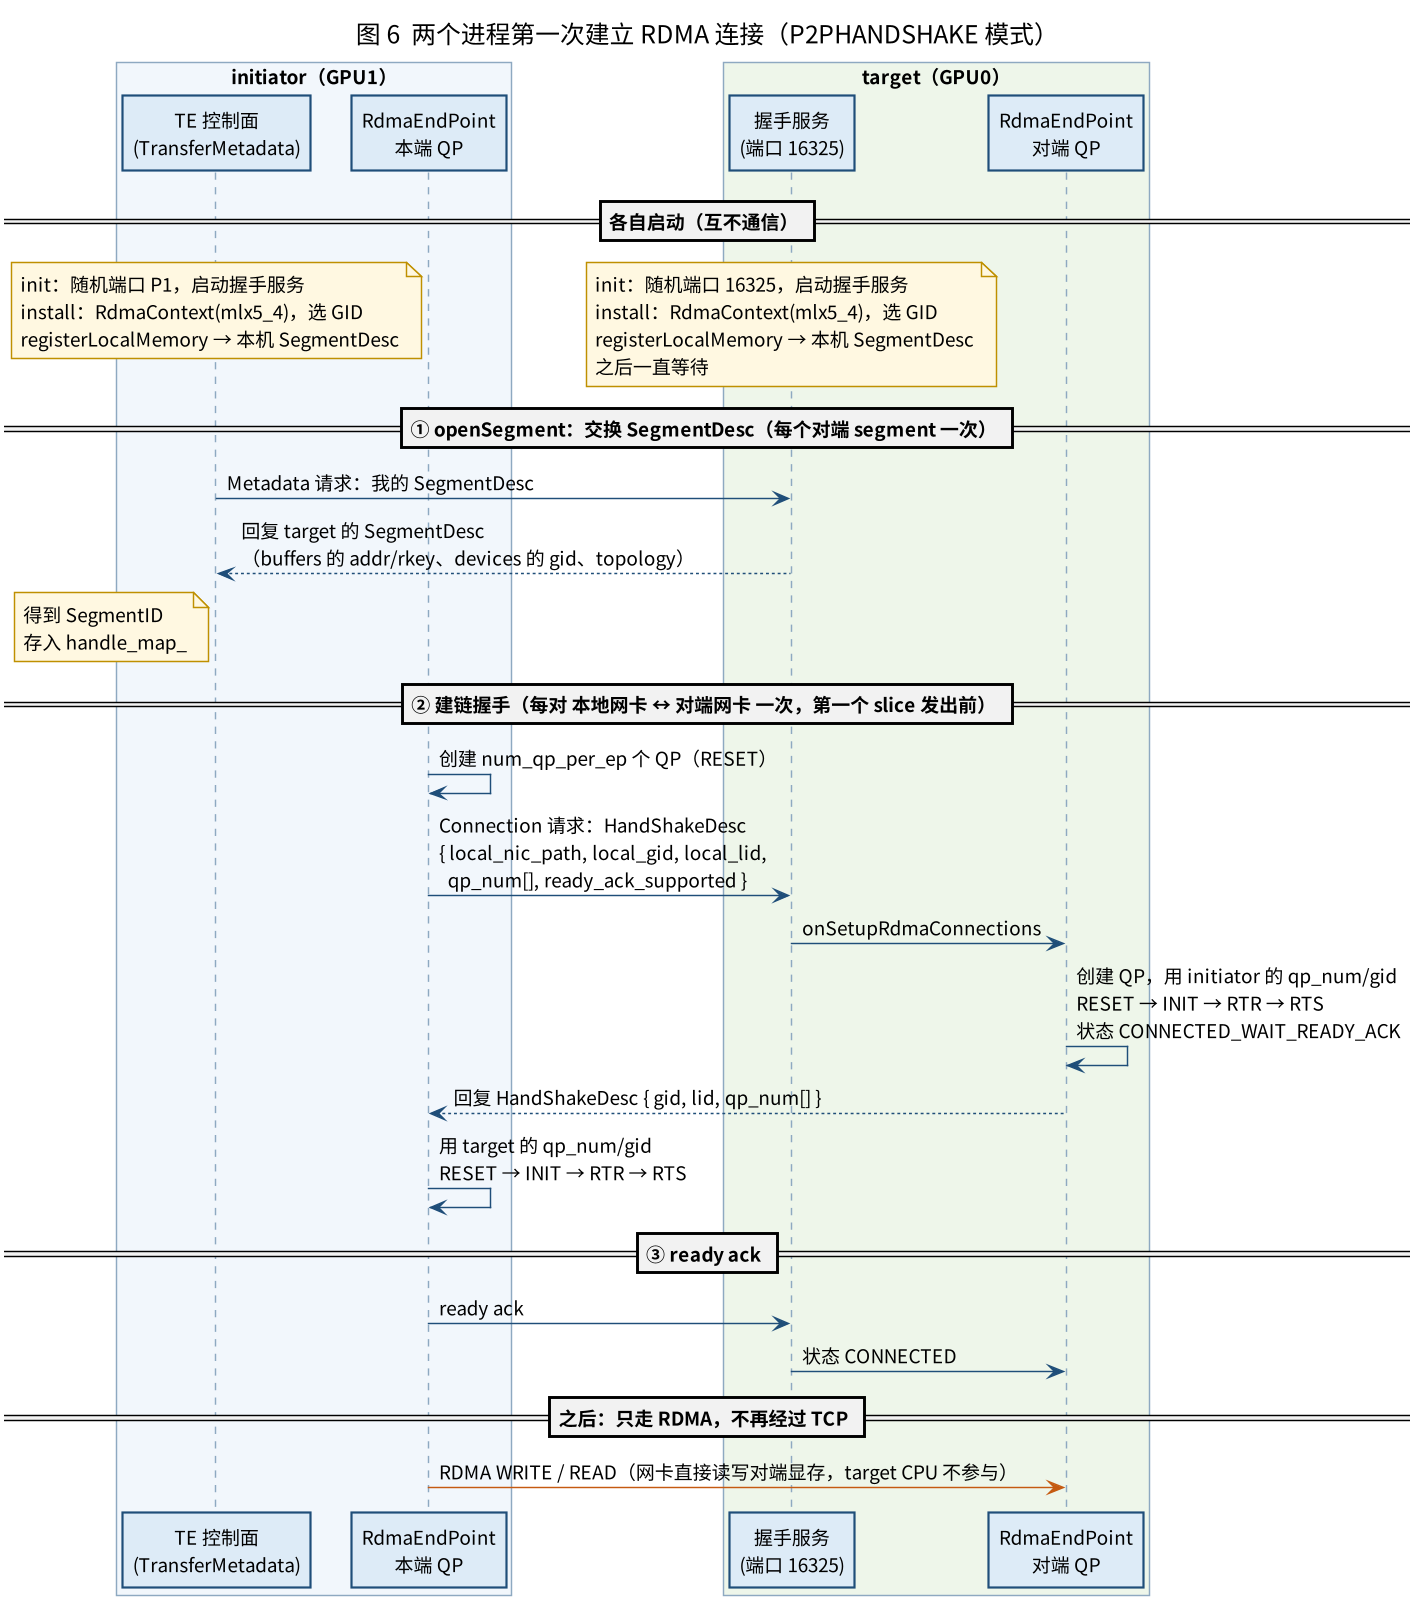 图 6  两个进程第一次建立 RDMA 连接（P2PHANDSHAKE 模式）
initiator（GPU1）
target（GPU0）
TE 控制面
(TransferMetadata)
RdmaEndPoint
本端 QP
握手服务
(端口 16325)
RdmaEndPoint
对端 QP
各自启动（互不通信）
init：随机端口 P1，启动握手服务
install：RdmaContext(mlx5_4)，选 GID
registerLocalMemory → 本机 SegmentDesc
init：随机端口 16325，启动握手服务
install：RdmaContext(mlx5_4)，选 GID
registerLocalMemory → 本机 SegmentDesc
之后一直等待
① openSegment：交换 SegmentDesc（每个对端 segment 一次）
Metadata 请求：我的 SegmentDesc
回复 target 的 SegmentDesc
（buffers 的 addr/rkey、devices 的 gid、topology）
得到 SegmentID
存入 handle_map_
② 建链握手（每对 本地网卡 ↔ 对端网卡 一次，第一个 slice 发出前）
创建 num_qp_per_ep 个 QP（RESET）
Connection 请求：HandShakeDesc
{ local_nic_path, local_gid, local_lid,
qp_num[], ready_ack_supported }
onSetupRdmaConnections
创建 QP，用 initiator 的 qp_num/gid
RESET → INIT → RTR → RTS
状态 CONNECTED_WAIT_READY_ACK
回复 HandShakeDesc { gid, lid, qp_num[] }
用 target 的 qp_num/gid
RESET → INIT → RTR → RTS
③ ready ack
ready ack
状态 CONNECTED
之后：只走 RDMA，不再经过 TCP
RDMA WRITE / READ（网卡直接读写对端显存，target CPU 不参与）
TE 控制面
(TransferMetadata)
RdmaEndPoint
本端 QP
握手服务
(端口 16325)
RdmaEndPoint
对端 QP